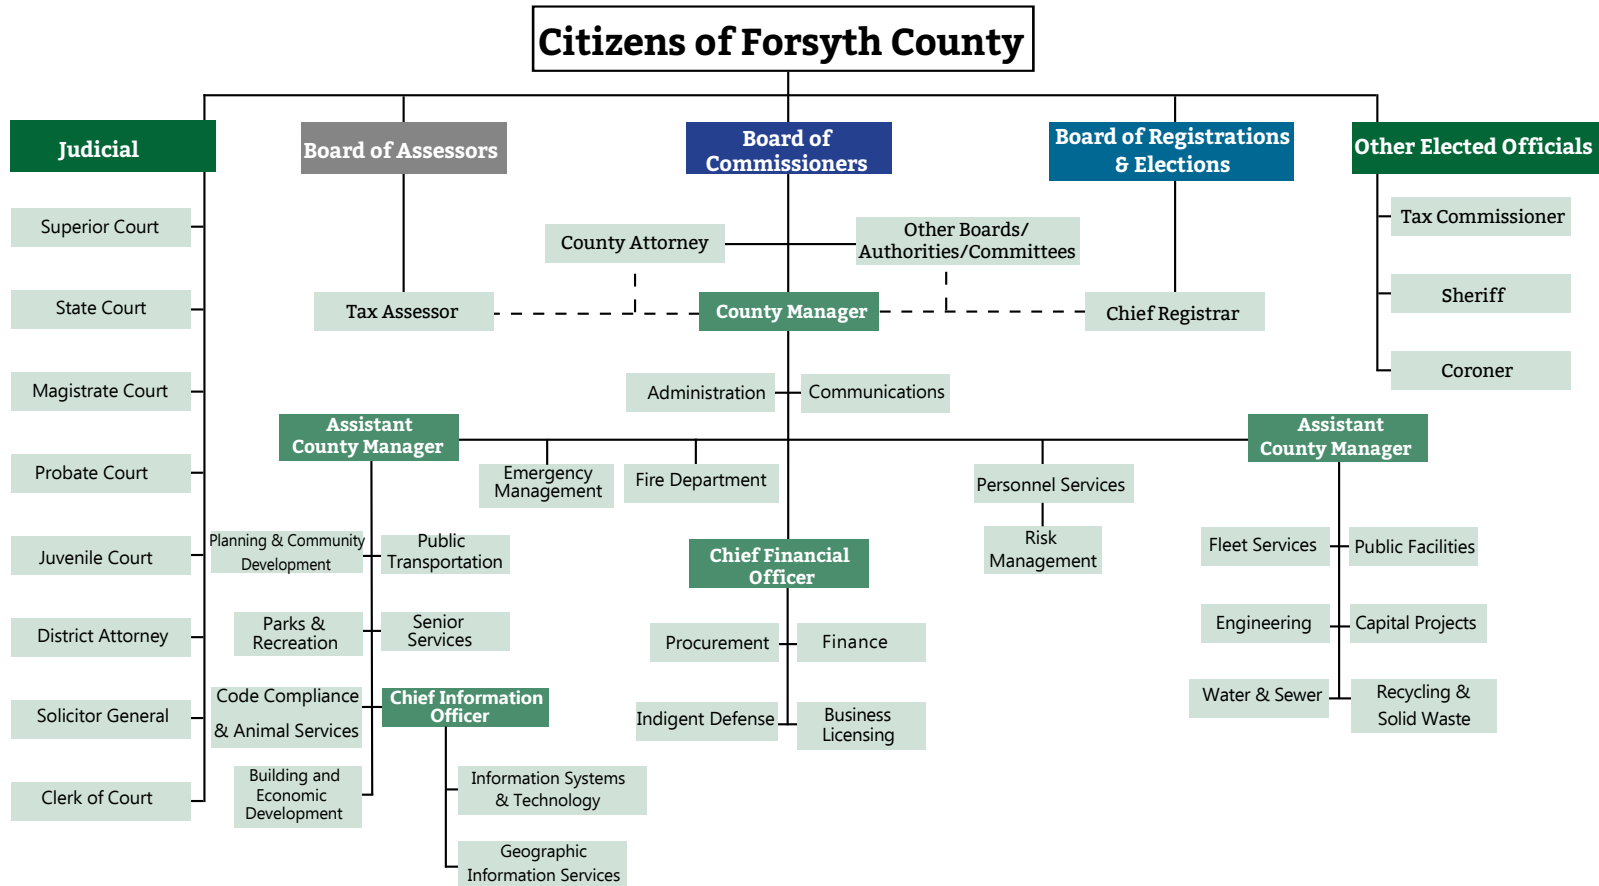 Citizens of Forsyth County
Judicial
Board of Assessors
Board of
Commissioners
Board of Registrations
& Elections
Other Elected Officials
Superior Court
State Court
Magistrate Court
Probate Court
Juvenile Court
District Attorney
Solicitor General
Clerk of Court
Tax Assessor
County Attorney
Other Boards/
Authorities/Committees
County Manager
Chief Registrar
Tax Commissioner
Sheriff
Coroner
Administration
Communications
Assistant
County Manager
Emergency
Management
Fire Department
Personnel Services
Risk
Management
Assistant
County Manager
Planning & Community
Development
Public
Transportation
Parks &
Recreation
Senior
Services
Code Compliance
& Animal Services
Chief Information
Officer
Building and
Economic
Development
Information Systems
& Technology
Geographic
Information Services
Chief Financial
Officer
Procurement
Finance
Indigent Defense
Business
Licensing
Fleet Services
Public Facilities
Engineering
Capital Projects
Water & Sewer
Recycling &
Solid Waste